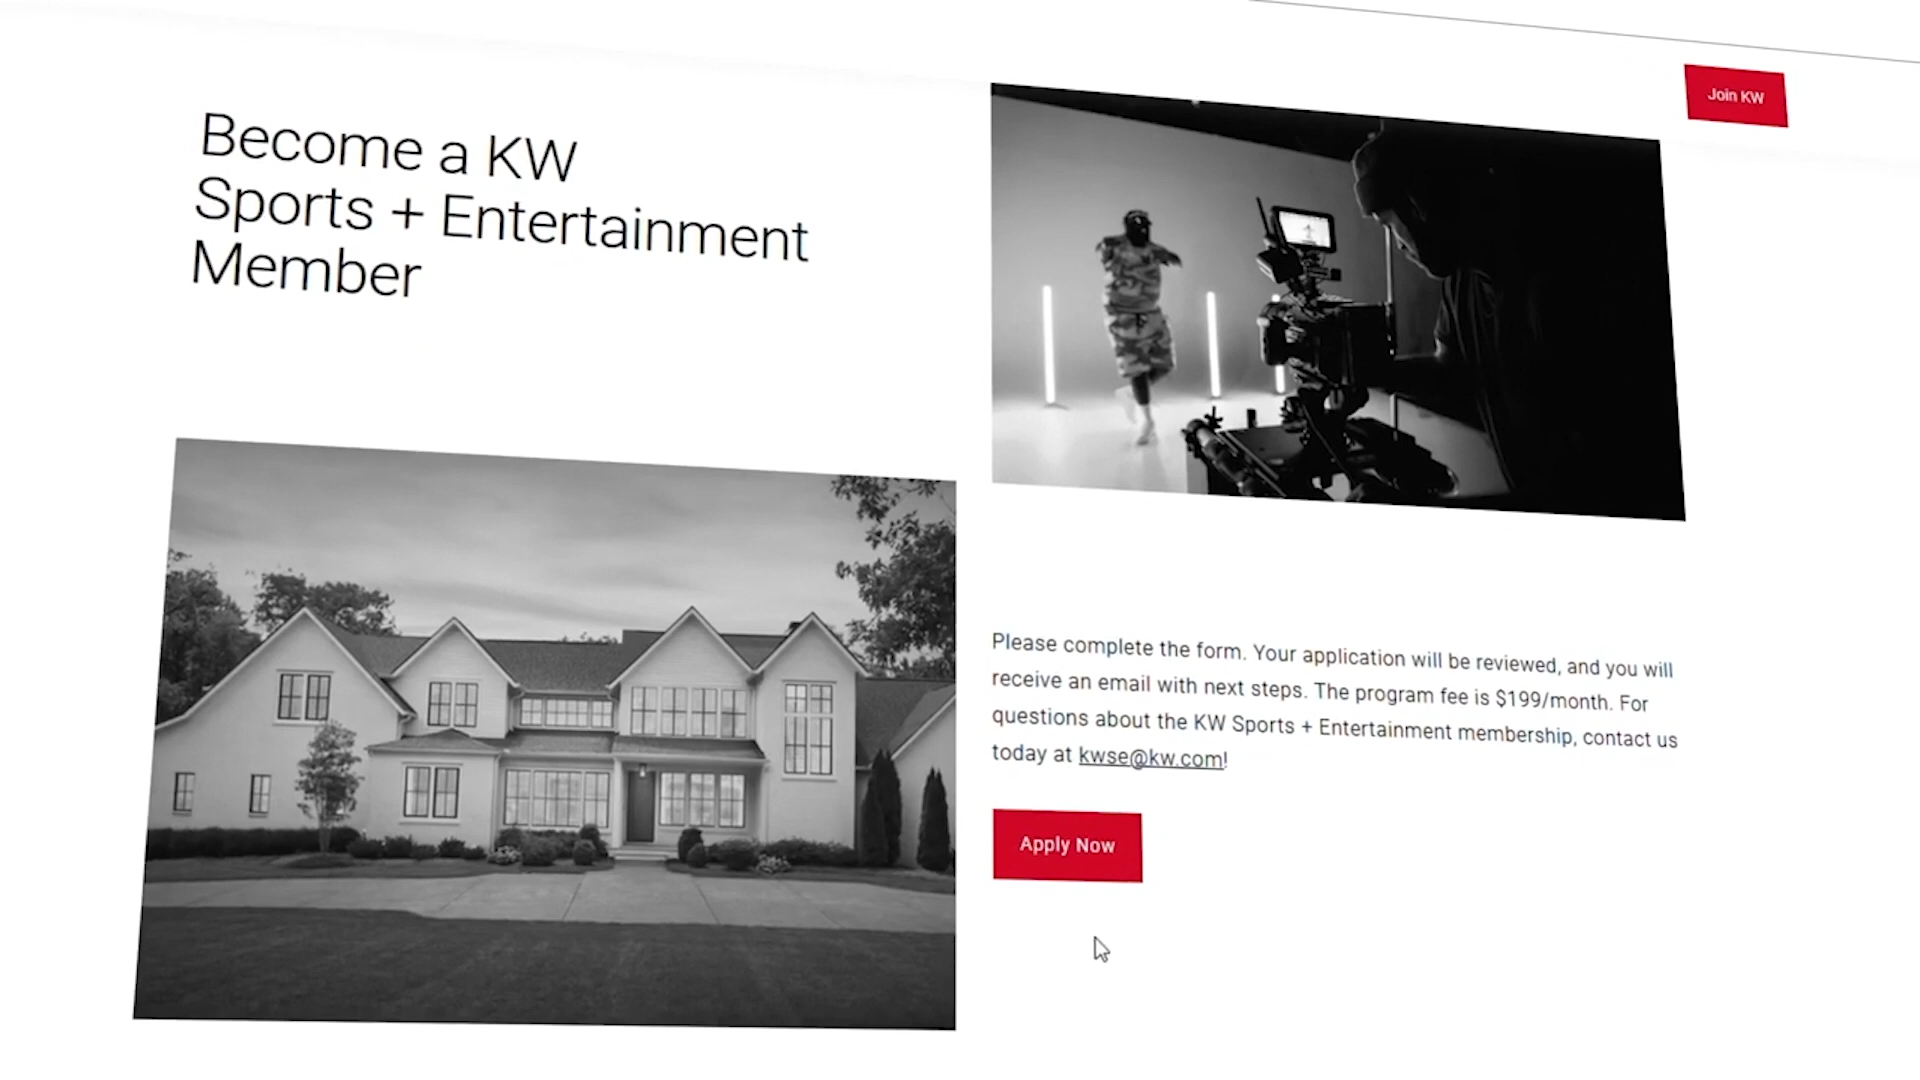 Join KW
Become a KW
Sports + Entertainment
Member
Please complete the form. Your application will be reviewed, and you will
receive an email with next steps. The program fee is $199/month. For
questions about the KW Sports + Entertainment membership, contact us
today at kwse@kw.com!
Apply Now